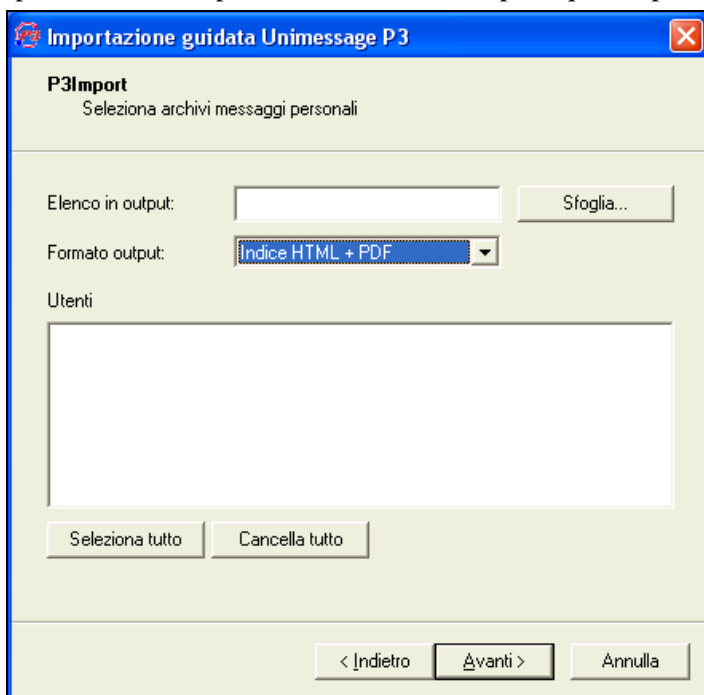 Importazione guidata Unimessage P3
P3Import
Seleziona archivi messaggi personali
Elenco in output:
Sfoglia...
Formato output:
Indice HTML + PDF
Utenti
Seleziona tutto
Cancella tutto
< Indietro
Avanti >
Annulla